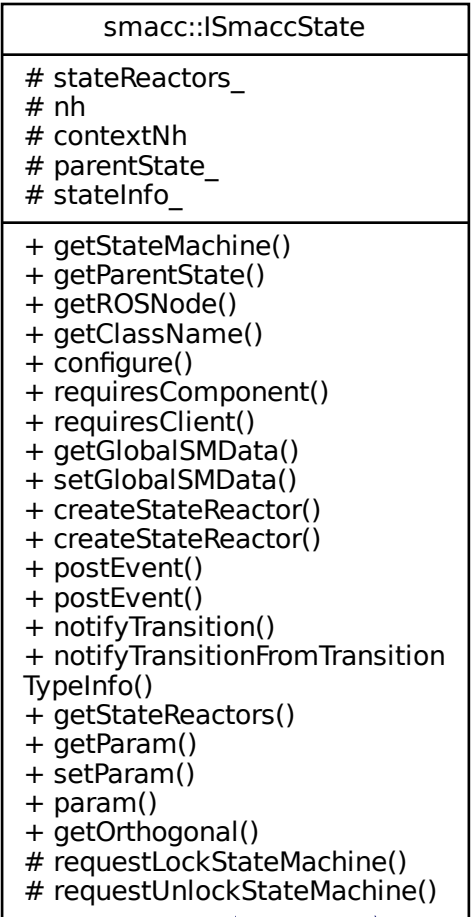 smacc::ISmaccState
# stateReactors_
# nh
# contextNh
# parentState_
# stateInfo_
+ getStateMachine()
+ getParentState()
+ getROSNode()
+ getClassName()
+ configure()
+ requiresComponent()
+ requiresClient()
+ getGlobalSMData()
+ setGlobalSMData()
+ createStateReactor()
+ createStateReactor()
+ postEvent()
+ postEvent()
+ notifyTransition()
+ notifyTransitionFromTransition
TypeInfo()
+ getStateReactors()
+ getParam()
+ setParam()
+ param()
+ getOrthogonal()
# requestLockStateMachine()
# requestUnlockStateMachine()